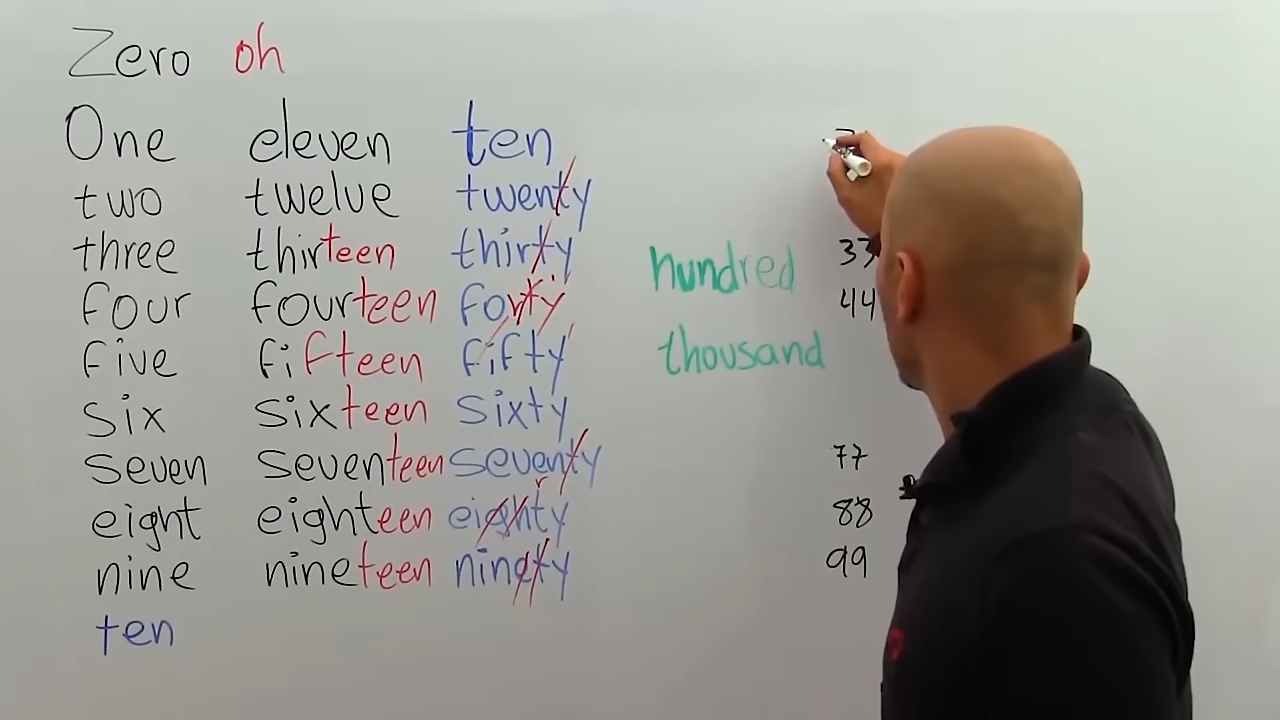 Zero oh
One eleven ten
two twelve twenty
three thirteen thirty
four fourteen forty
five fifteen fifty
six sixteen sixty
seven seventeen seventy
eight eighteen eighty
nine nineteen ninety
ten
hundred
thousand
33
44
77
88
99